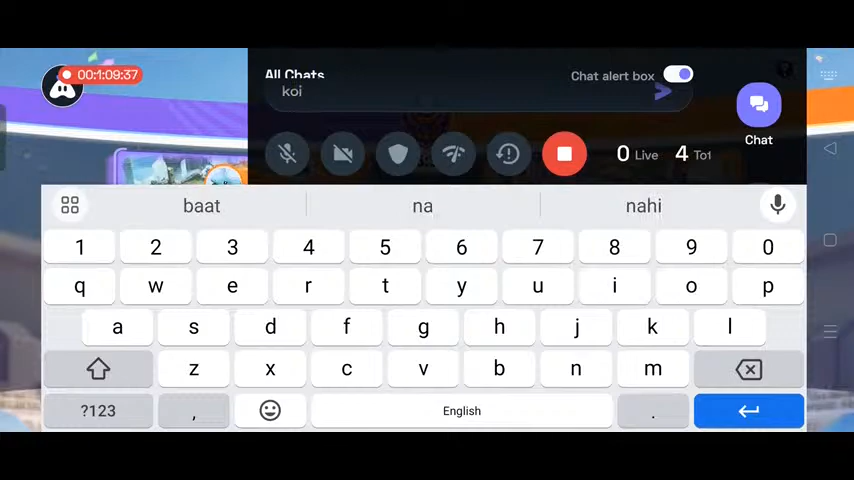 00:1:09:37
All Chats
Chat alert box
koi
0 Live 4 Tot
Chat
baat na nahi
1 2 3 4 5 6 7 8 9 0
q w e r t y u i o p
a s d f g h j k l
z x c v b n m
?123 , English .